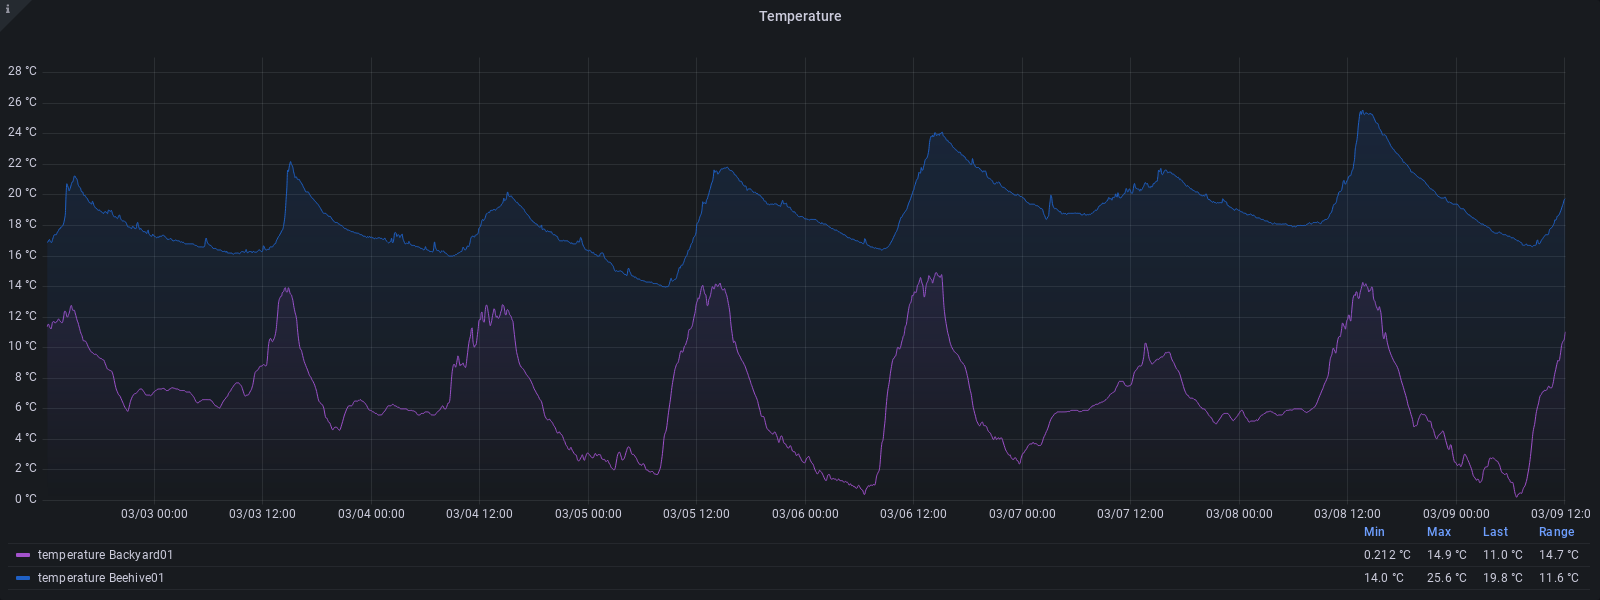 i
Temperature
28 °C
26 °C
24 °C
22 °C
20 °C
18 °C
16 °C
14 °C
12 °C
10 °C
8 °C
6 °C
4 °C
2 °C
0 °C
03/03 00:00 03/03 12:00 03/04 00:00 03/04 12:00 03/05 00:00 03/05 12:00 03/06 00:00 03/06 12:00 03/07 00:00 03/07 12:00 03/08 00:00 03/08 12:00 03/09 00:00 03/09 12:0
Min Max Last Range
temperature Backyard01 0.212 °C 14.9 °C 11.0 °C 14.7 °C
temperature Beehive01 14.0 °C 25.6 °C 19.8 °C 11.6 °C